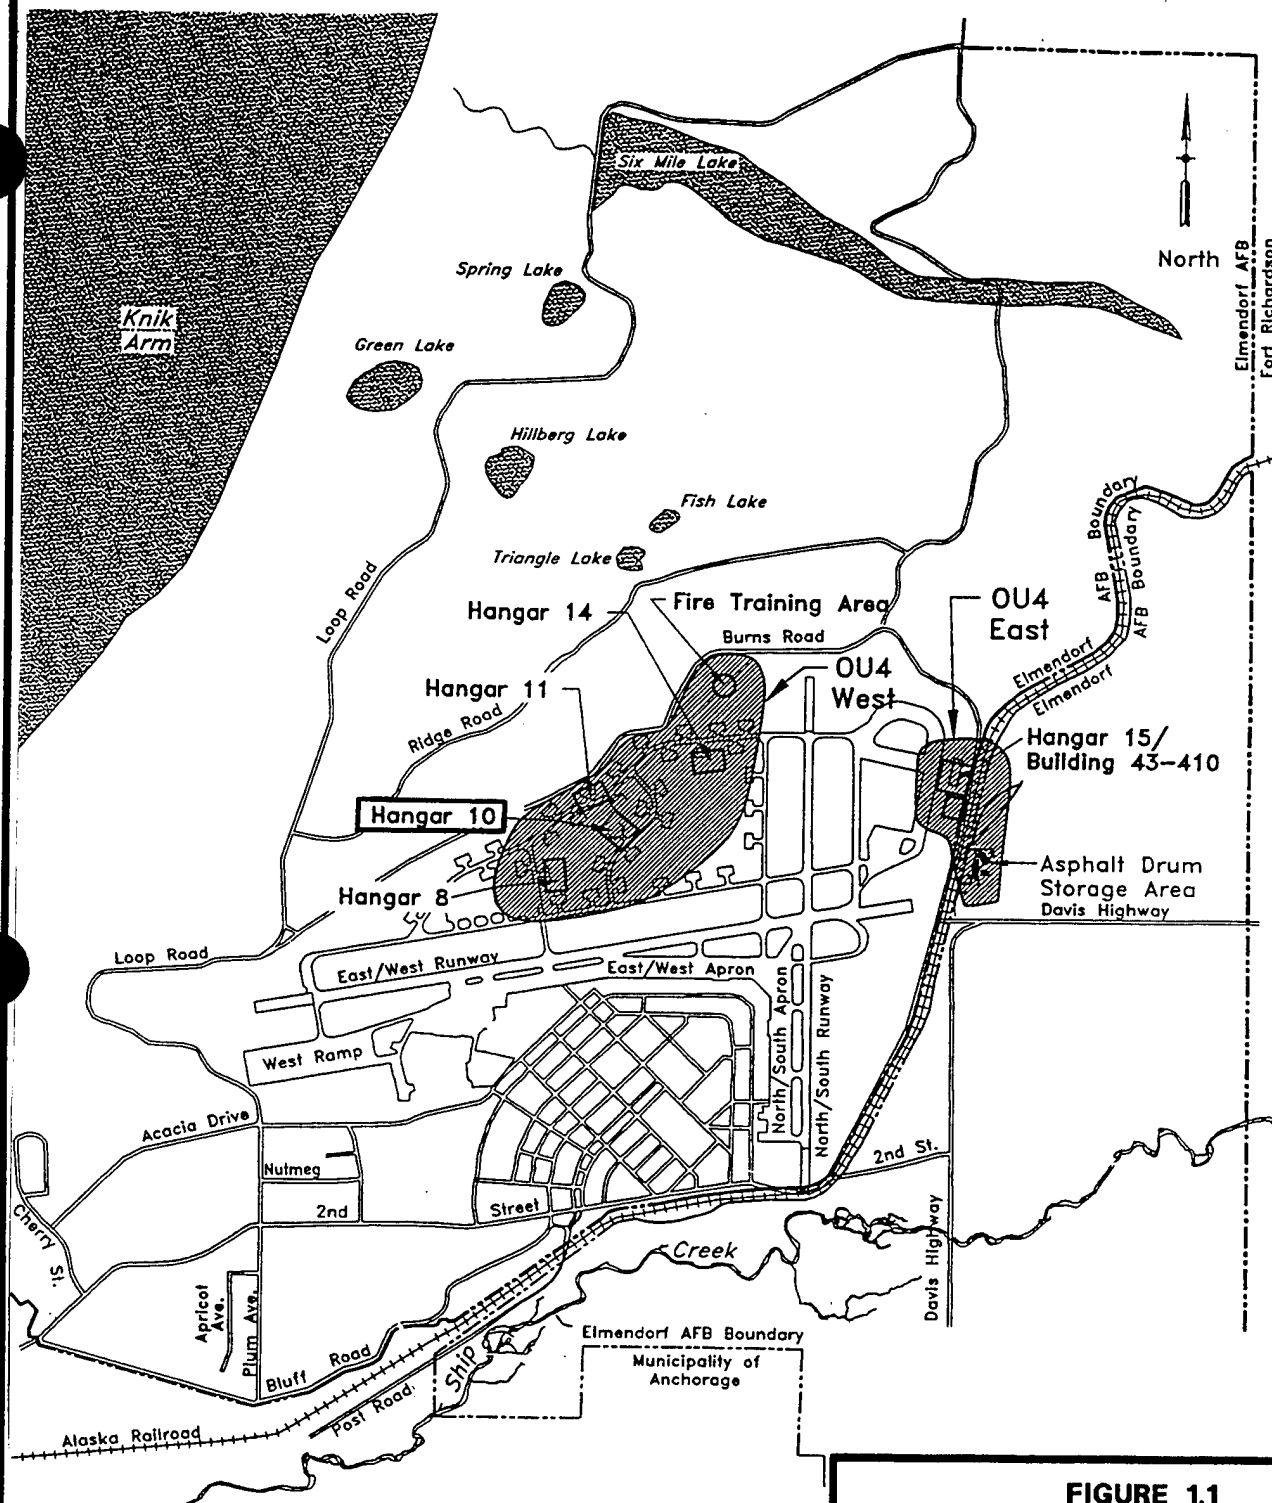 Six Mile Lake
Spring Lake
North
Elmendorf AFB
Fort Richardson
Knik
Arm
Green Lake
Hillberg Lake
Fish Lake
Triangle Lake
AFB Boundary
AFB Boundary
Loop Road
Hangar 14
Fire Training Area
OU4
East
Burns Road
OU4
West
Elmendorf
Elmendorf
Hangar 11
Ridge Road
Hangar 15/
Building 43-410
Hangar 10
Hangar 8
Asphalt Drum
Storage Area
Davis Highway
Loop Road
East/West Runway
East/West Apron
North/South Apron
North/South Runway
West Ramp
Acacia Drive
Nutmeg
2nd
Street
2nd St.
Cherry St.
Davis Highway
Creek
Apricot
Ave.
Plum Ave.
Elmendorf AFB Boundary
Municipality of
Anchorage
Bluff Road
Ship
Post Road
Alaska Railroad
FIGURE 1.1